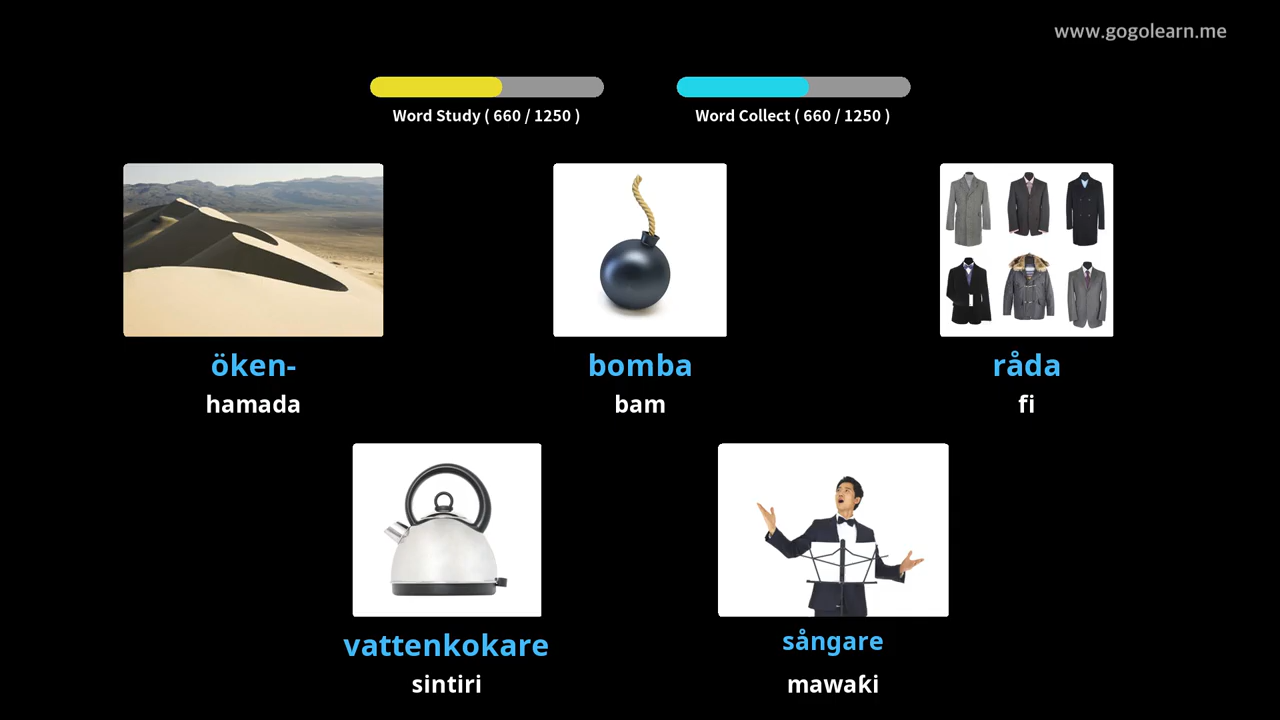 www.gogolearn.me
Word Study ( 660 / 1250 )
Word Collect ( 660 / 1250 )
öken-
hamada
bomba
bam
råda
fi
vattenkokare
sintiri
sångare
mawaƙi